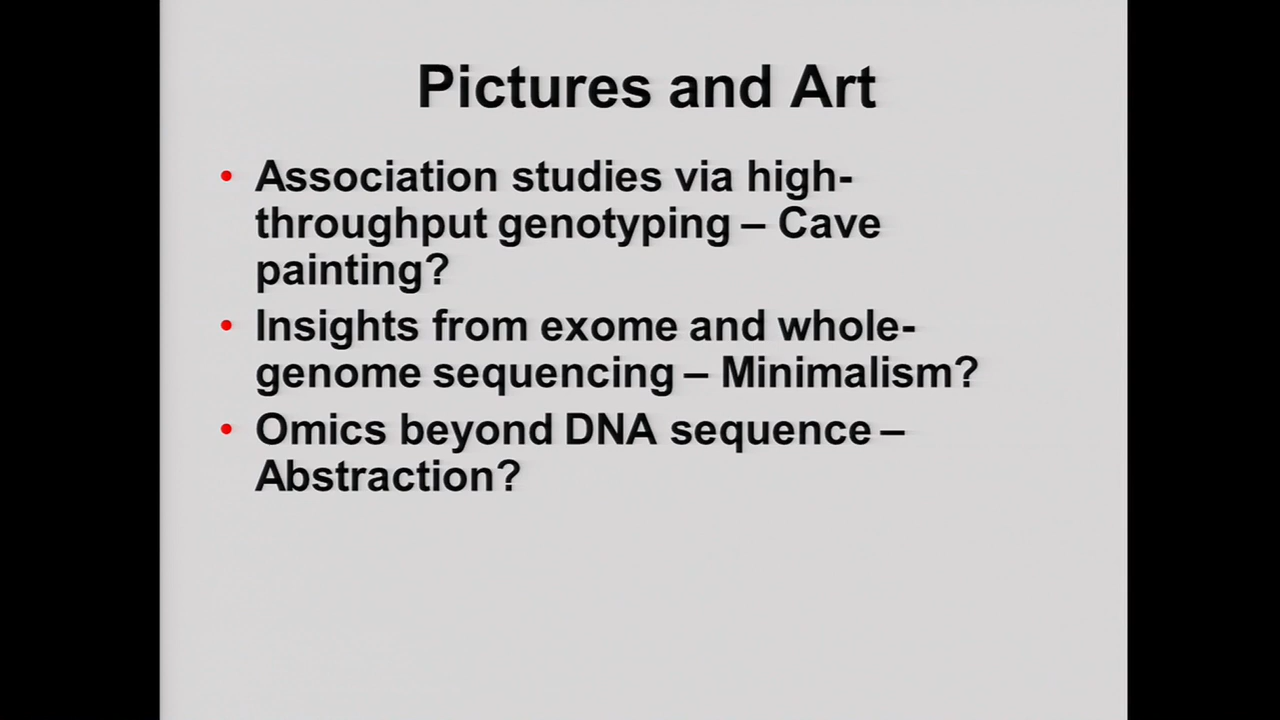 Pictures and Art
• Association studies via high-
throughput genotyping – Cave
painting?
• Insights from exome and whole-
genome sequencing – Minimalism?
• Omics beyond DNA sequence –
Abstraction?